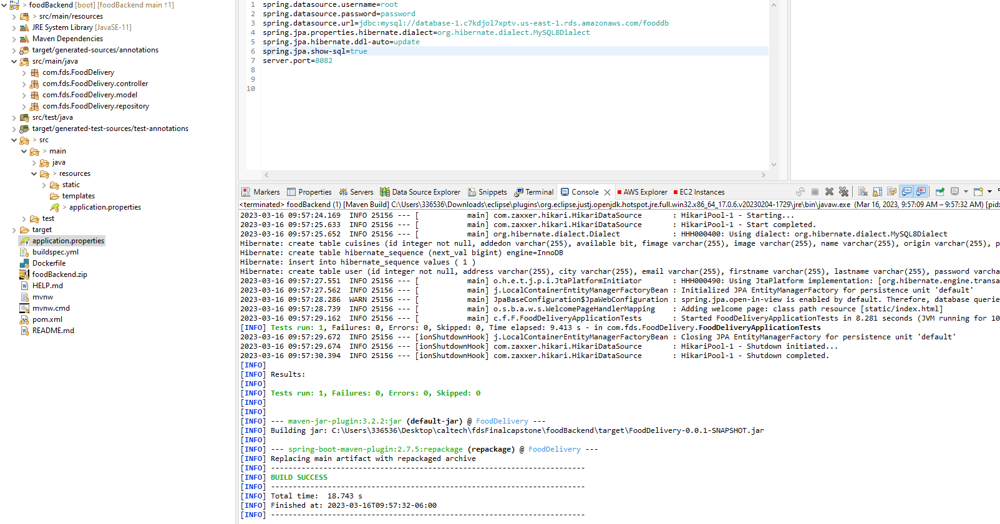 > foodBackend [boot] [foodBackend main ↑1]
> src/main/resources
JRE System Library [JavaSE-11]
Maven Dependencies
target/generated-sources/annotations
src/main/java
com.fds.FoodDelivery
com.fds.FoodDelivery.controller
com.fds.FoodDelivery.model
com.fds.FoodDelivery.repository
src/test/java
target/generated-test-sources/test-annotations
> src
> main
java
> resources
static
templates
> application.properties
test
target
application.properties
buildspec.yml
Dockerfile
foodBackend.zip
HELP.md
mvnw
mvnw.cmd
pom.xml
README.md
1 spring.datasource.username=root
2 spring.datasource.password=password
3 spring.datasource.url=jdbc:mysql://database-1.c7kdjol7xptv.us-east-1.rds.amazonaws.com/fooddb
4 spring.jpa.properties.hibernate.dialect=org.hibernate.dialect.MySQL8Dialect
5 spring.jpa.hibernate.ddl-auto=update
6 spring.jpa.show-sql=true
7 server.port=8082
8
9
10
Markers Properties Servers Data Source Explorer Snippets Terminal Console AWS Explorer EC2 Instances
<terminated> foodBackend (1) [Maven Build] C:\Users\336536\Downloads\eclipse\plugins\org.eclipse.justj.openjdk.hotspot.jre.full.win32.x86_64_17.0.6.v20230204-1729\jre\bin\javaw.exe (Mar 16, 2023, 9:57:09 AM – 9:57:32 AM) [pid:
2023-03-16 09:57:24.169 INFO 25156 --- [ main] com.zaxxer.hikari.HikariDataSource : HikariPool-1 - Starting...
2023-03-16 09:57:25.633 INFO 25156 --- [ main] com.zaxxer.hikari.HikariDataSource : HikariPool-1 - Start completed.
2023-03-16 09:57:25.652 INFO 25156 --- [ main] org.hibernate.dialect.Dialect : HHH000400: Using dialect: org.hibernate.dialect.MySQL8Dialect
Hibernate: create table cuisines (id integer not null, addedon varchar(255), available bit, fimage varchar(255), image varchar(255), name varchar(255), origin varchar(255), p
Hibernate: create table hibernate_sequence (next_val bigint) engine=InnoDB
Hibernate: insert into hibernate_sequence values ( 1 )
Hibernate: create table user (id integer not null, address varchar(255), city varchar(255), email varchar(255), firstname varchar(255), lastname varchar(255), password varcha
2023-03-16 09:57:27.551 INFO 25156 --- [ main] o.h.e.t.j.p.i.JtaPlatformInitiator : HHH000490: Using JtaPlatform implementation: [org.hibernate.engine.transa
2023-03-16 09:57:27.562 INFO 25156 --- [ main] j.LocalContainerEntityManagerFactoryBean : Initialized JPA EntityManagerFactory for persistence unit 'default'
2023-03-16 09:57:28.286 WARN 25156 --- [ main] JpaBaseConfiguration$JpaWebConfiguration : spring.jpa.open-in-view is enabled by default. Therefore, database querie
2023-03-16 09:57:28.739 INFO 25156 --- [ main] o.s.b.a.w.s.WelcomePageHandlerMapping : Adding welcome page: class path resource [static/index.html]
2023-03-16 09:57:29.162 INFO 25156 --- [ main] c.f.F.FoodDeliveryApplicationTests : Started FoodDeliveryApplicationTests in 8.281 seconds (JVM running for 10
[INFO] Tests run: 1, Failures: 0, Errors: 0, Skipped: 0, Time elapsed: 9.413 s - in com.fds.FoodDelivery.FoodDeliveryApplicationTests
2023-03-16 09:57:29.672 INFO 25156 --- [ionShutdownHook] j.LocalContainerEntityManagerFactoryBean : Closing JPA EntityManagerFactory for persistence unit 'default'
2023-03-16 09:57:29.674 INFO 25156 --- [ionShutdownHook] com.zaxxer.hikari.HikariDataSource : HikariPool-1 - Shutdown initiated...
2023-03-16 09:57:30.394 INFO 25156 --- [ionShutdownHook] com.zaxxer.hikari.HikariDataSource : HikariPool-1 - Shutdown completed.
[INFO]
[INFO] Results:
[INFO]
[INFO] Tests run: 1, Failures: 0, Errors: 0, Skipped: 0
[INFO]
[INFO]
[INFO] --- maven-jar-plugin:3.2.2:jar (default-jar) @ FoodDelivery ---
[INFO] Building jar: C:\Users\336536\Desktop\caltech\fdsFinalcapstone\foodBackend\target\FoodDelivery-0.0.1-SNAPSHOT.jar
[INFO]
[INFO] --- spring-boot-maven-plugin:2.7.5:repackage (repackage) @ FoodDelivery ---
[INFO] Replacing main artifact with repackaged archive
[INFO] ------------------------------------------------------------------------
[INFO] BUILD SUCCESS
[INFO] ------------------------------------------------------------------------
[INFO] Total time: 18.743 s
[INFO] Finished at: 2023-03-16T09:57:32-06:00
[INFO] ------------------------------------------------------------------------